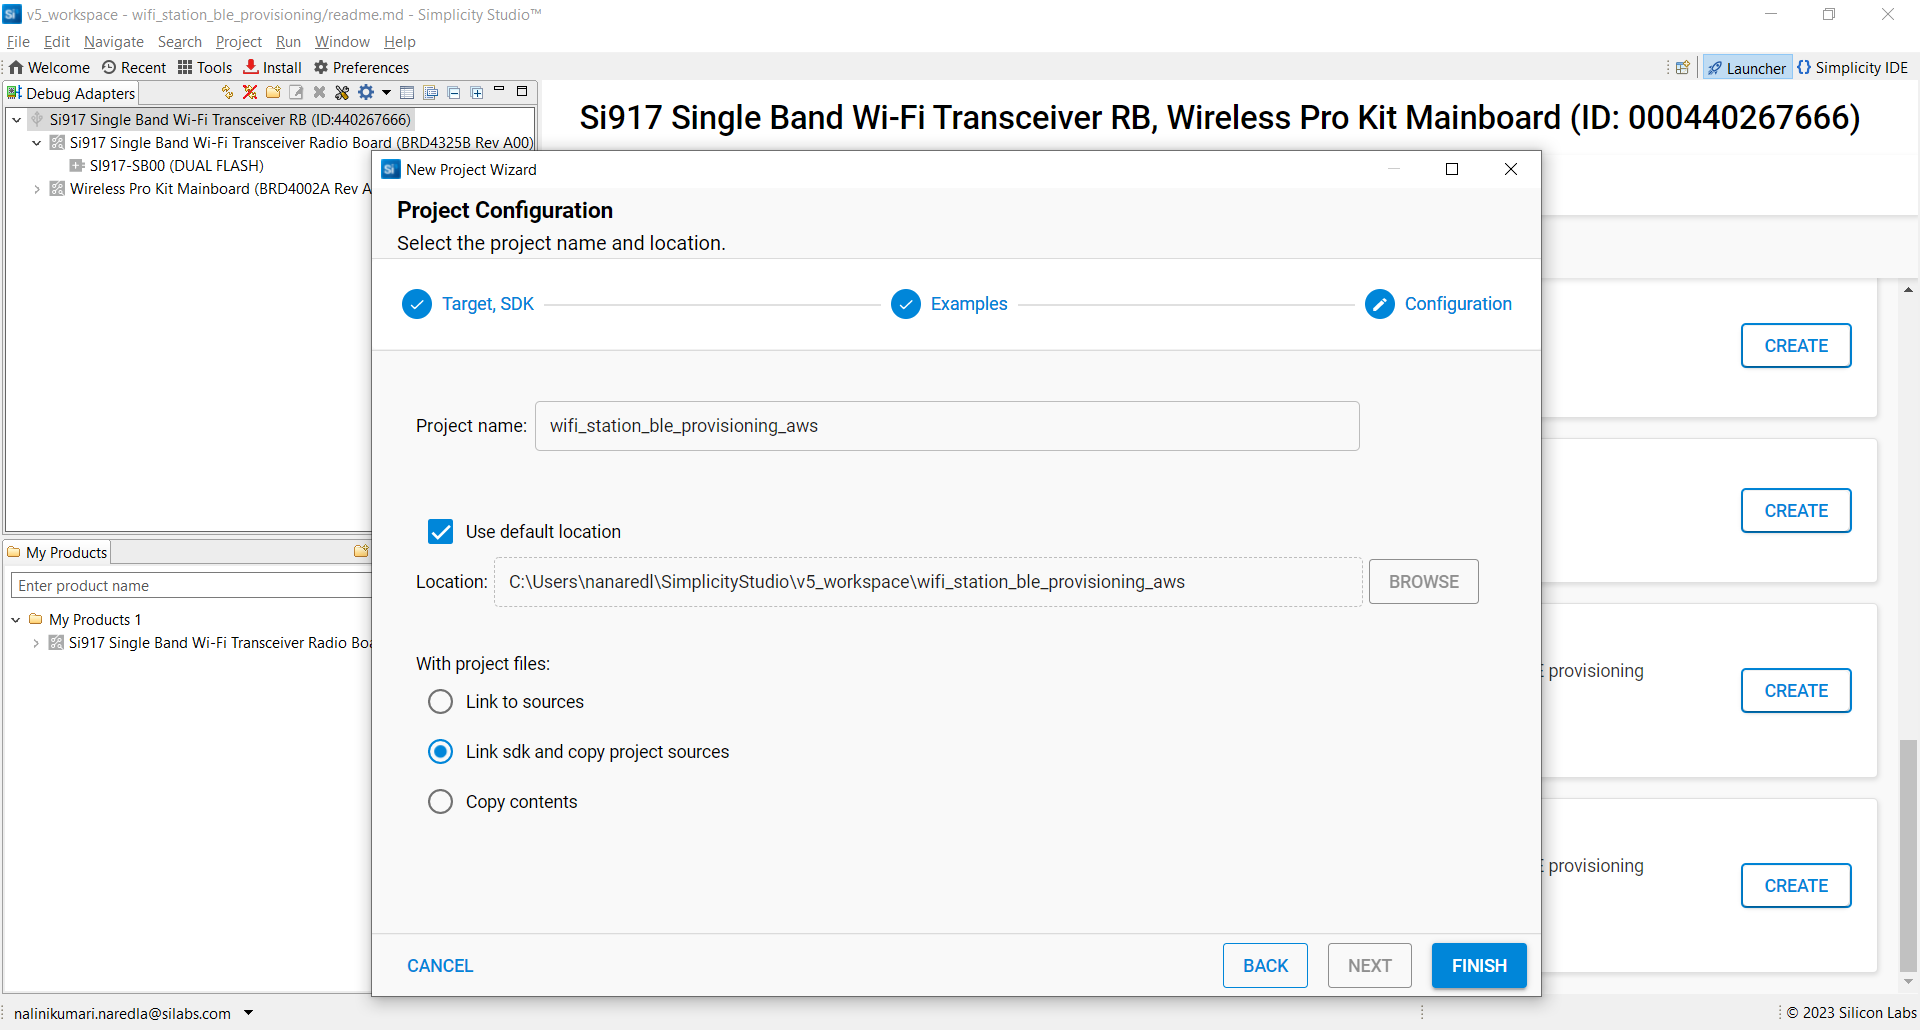 v5_workspace - wifi_station_ble_provisioning/readme.md - Simplicity Studio™
File Edit Navigate Search Project Run Window Help
Welcome Recent Tools Install Preferences
Launcher {} Simplicity IDE
Debug Adapters
Si917 Single Band Wi-Fi Transceiver RB (ID:440267666)
Si917 Single Band Wi-Fi Transceiver Radio Board (BRD4325B Rev A00)
SI917-SB00 (DUAL FLASH)
Wireless Pro Kit Mainboard (BRD4002A Rev A
Si917 Single Band Wi-Fi Transceiver RB, Wireless Pro Kit Mainboard (ID: 000440267666)
My Products
Enter product name
My Products 1
Si917 Single Band Wi-Fi Transceiver Radio Boa
New Project Wizard
Project Configuration
Select the project name and location.
Target, SDK
Examples
Configuration
Project name: wifi_station_ble_provisioning_aws
Use default location
Location: C:\Users\nanaredl\SimplicityStudio\v5_workspace\wifi_station_ble_provisioning_aws BROWSE
With project files:
Link to sources
Link sdk and copy project sources
Copy contents
CANCEL BACK NEXT FINISH
CREATE
CREATE
E provisioning
CREATE
E provisioning
CREATE
nalinikumari.naredla@silabs.com
© 2023 Silicon Labs